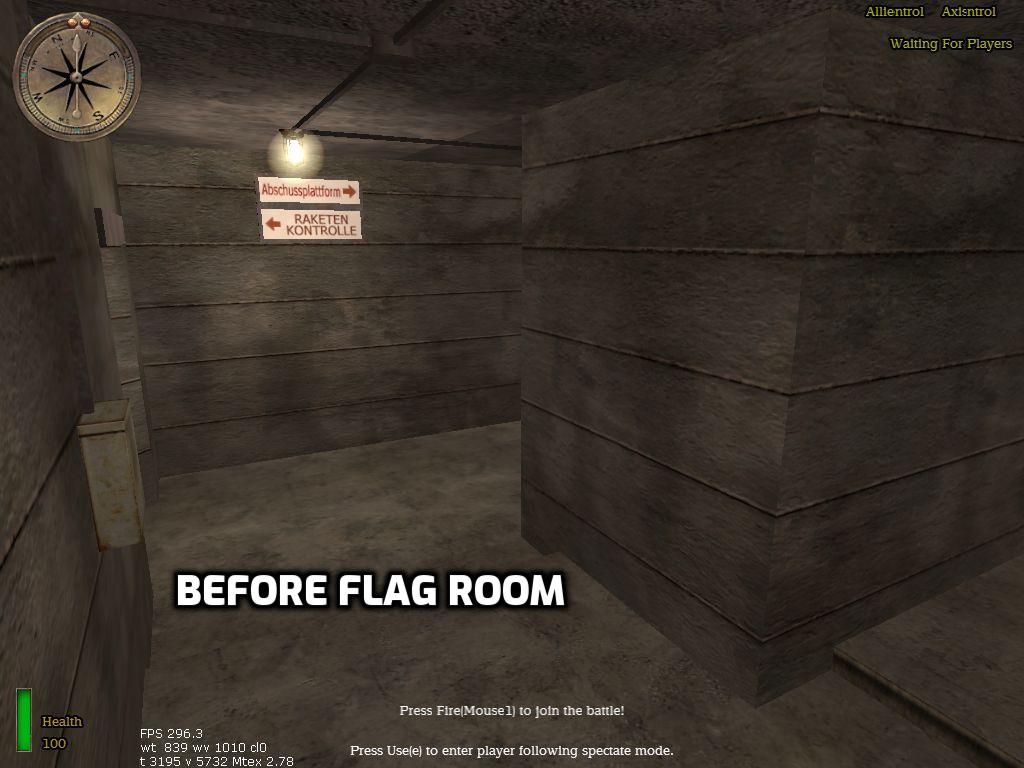 Allientrol Axisntrol
Waiting For Players
N
E
W
S
Abschussplattform
RAKETEN
KONTROLLE
BEFORE FLAG ROOM
Press Fire(Mouse1) to join the battle!
Health
100
FPS 296.3
wt 839 wv 1010 cl0
t 3195 v 5732 Mtex 2.78
Press Use(e) to enter player following spectate mode.